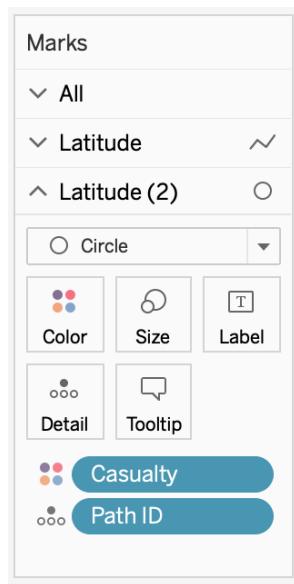 Marks
All
Latitude
Latitude (2)
Circle
Color Size T Label
Detail Tooltip
Casualty
Path ID